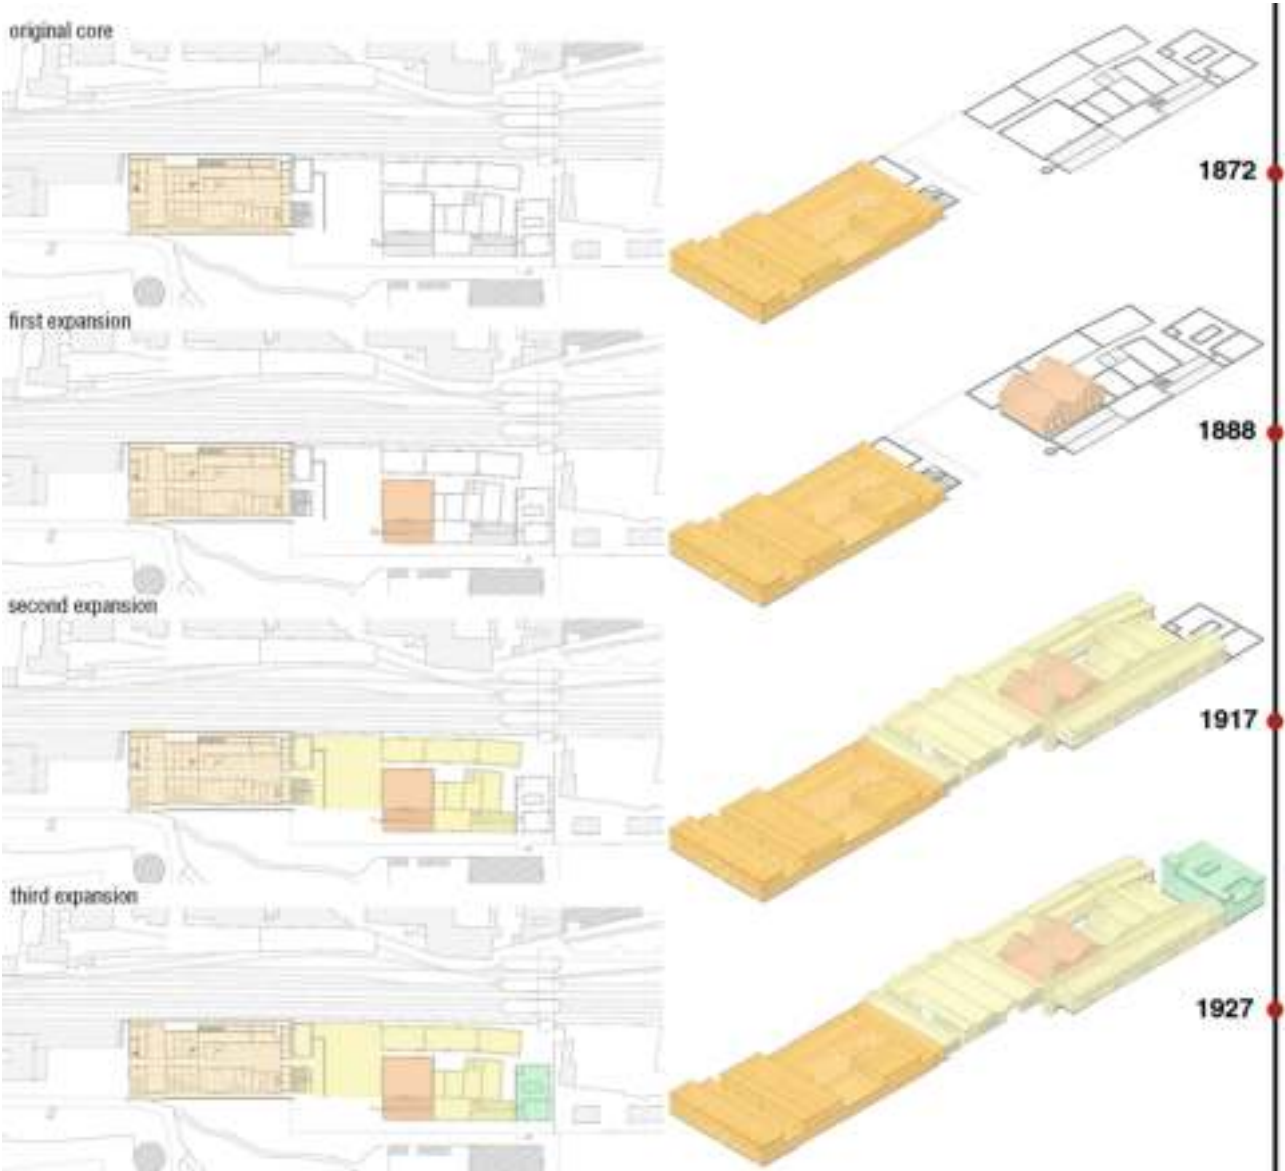 original core
1872
first expansion
1888
second expansion
1917
third expansion
1927